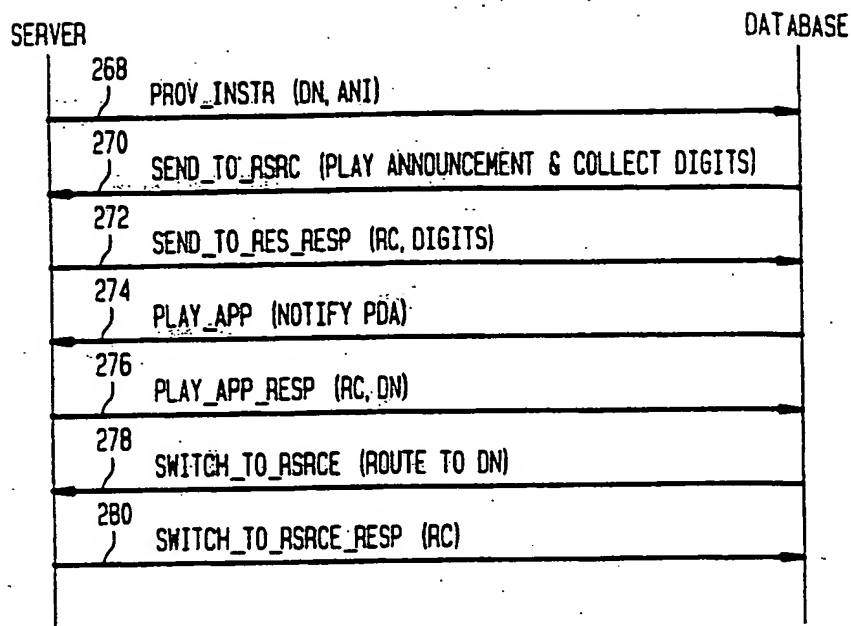 SERVER
DATABASE
268
PROV_INSTR (DN, ANI)
270
SEND_TO_RSRC (PLAY ANNOUNCEMENT & COLLECT DIGITS)
272
SEND_TO_RES_RESP (RC, DIGITS)
274
PLAY_APP (NOTIFY PDA)
276
PLAY_APP_RESP (RC, DN)
278
SWITCH_TO_RSRCE (ROUTE TO DN)
280
SWITCH_TO_RSRCE_RESP (RC)